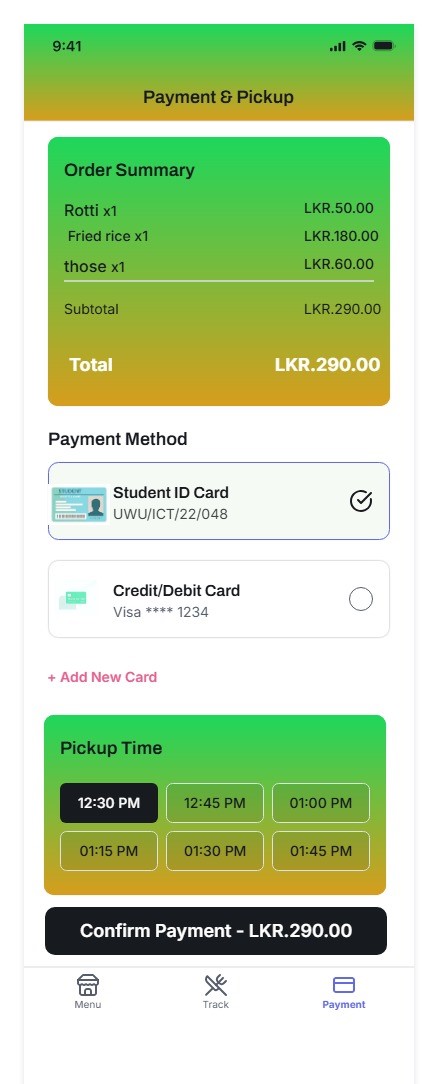 9:41
Payment & Pickup
Order Summary
Rotti x1 LKR.50.00
Fried rice x1 LKR.180.00
those x1 LKR.60.00
Subtotal LKR.290.00
Total LKR.290.00
Payment Method
STUDENT
Student ID Card
UWU/ICT/22/048
Credit/Debit Card
Visa **** 1234
+ Add New Card
Pickup Time
12:30 PM 12:45 PM 01:00 PM
01:15 PM 01:30 PM 01:45 PM
Confirm Payment - LKR.290.00
Menu Track Payment